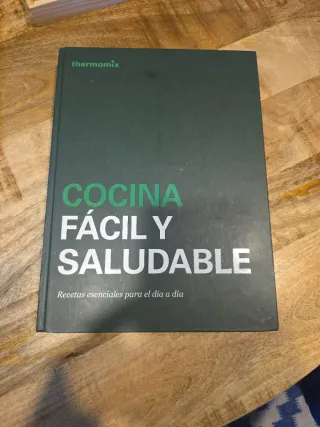 thermomix
COCINA
FÁCIL Y
SALUDABLE
Recetas esenciales para el día a día